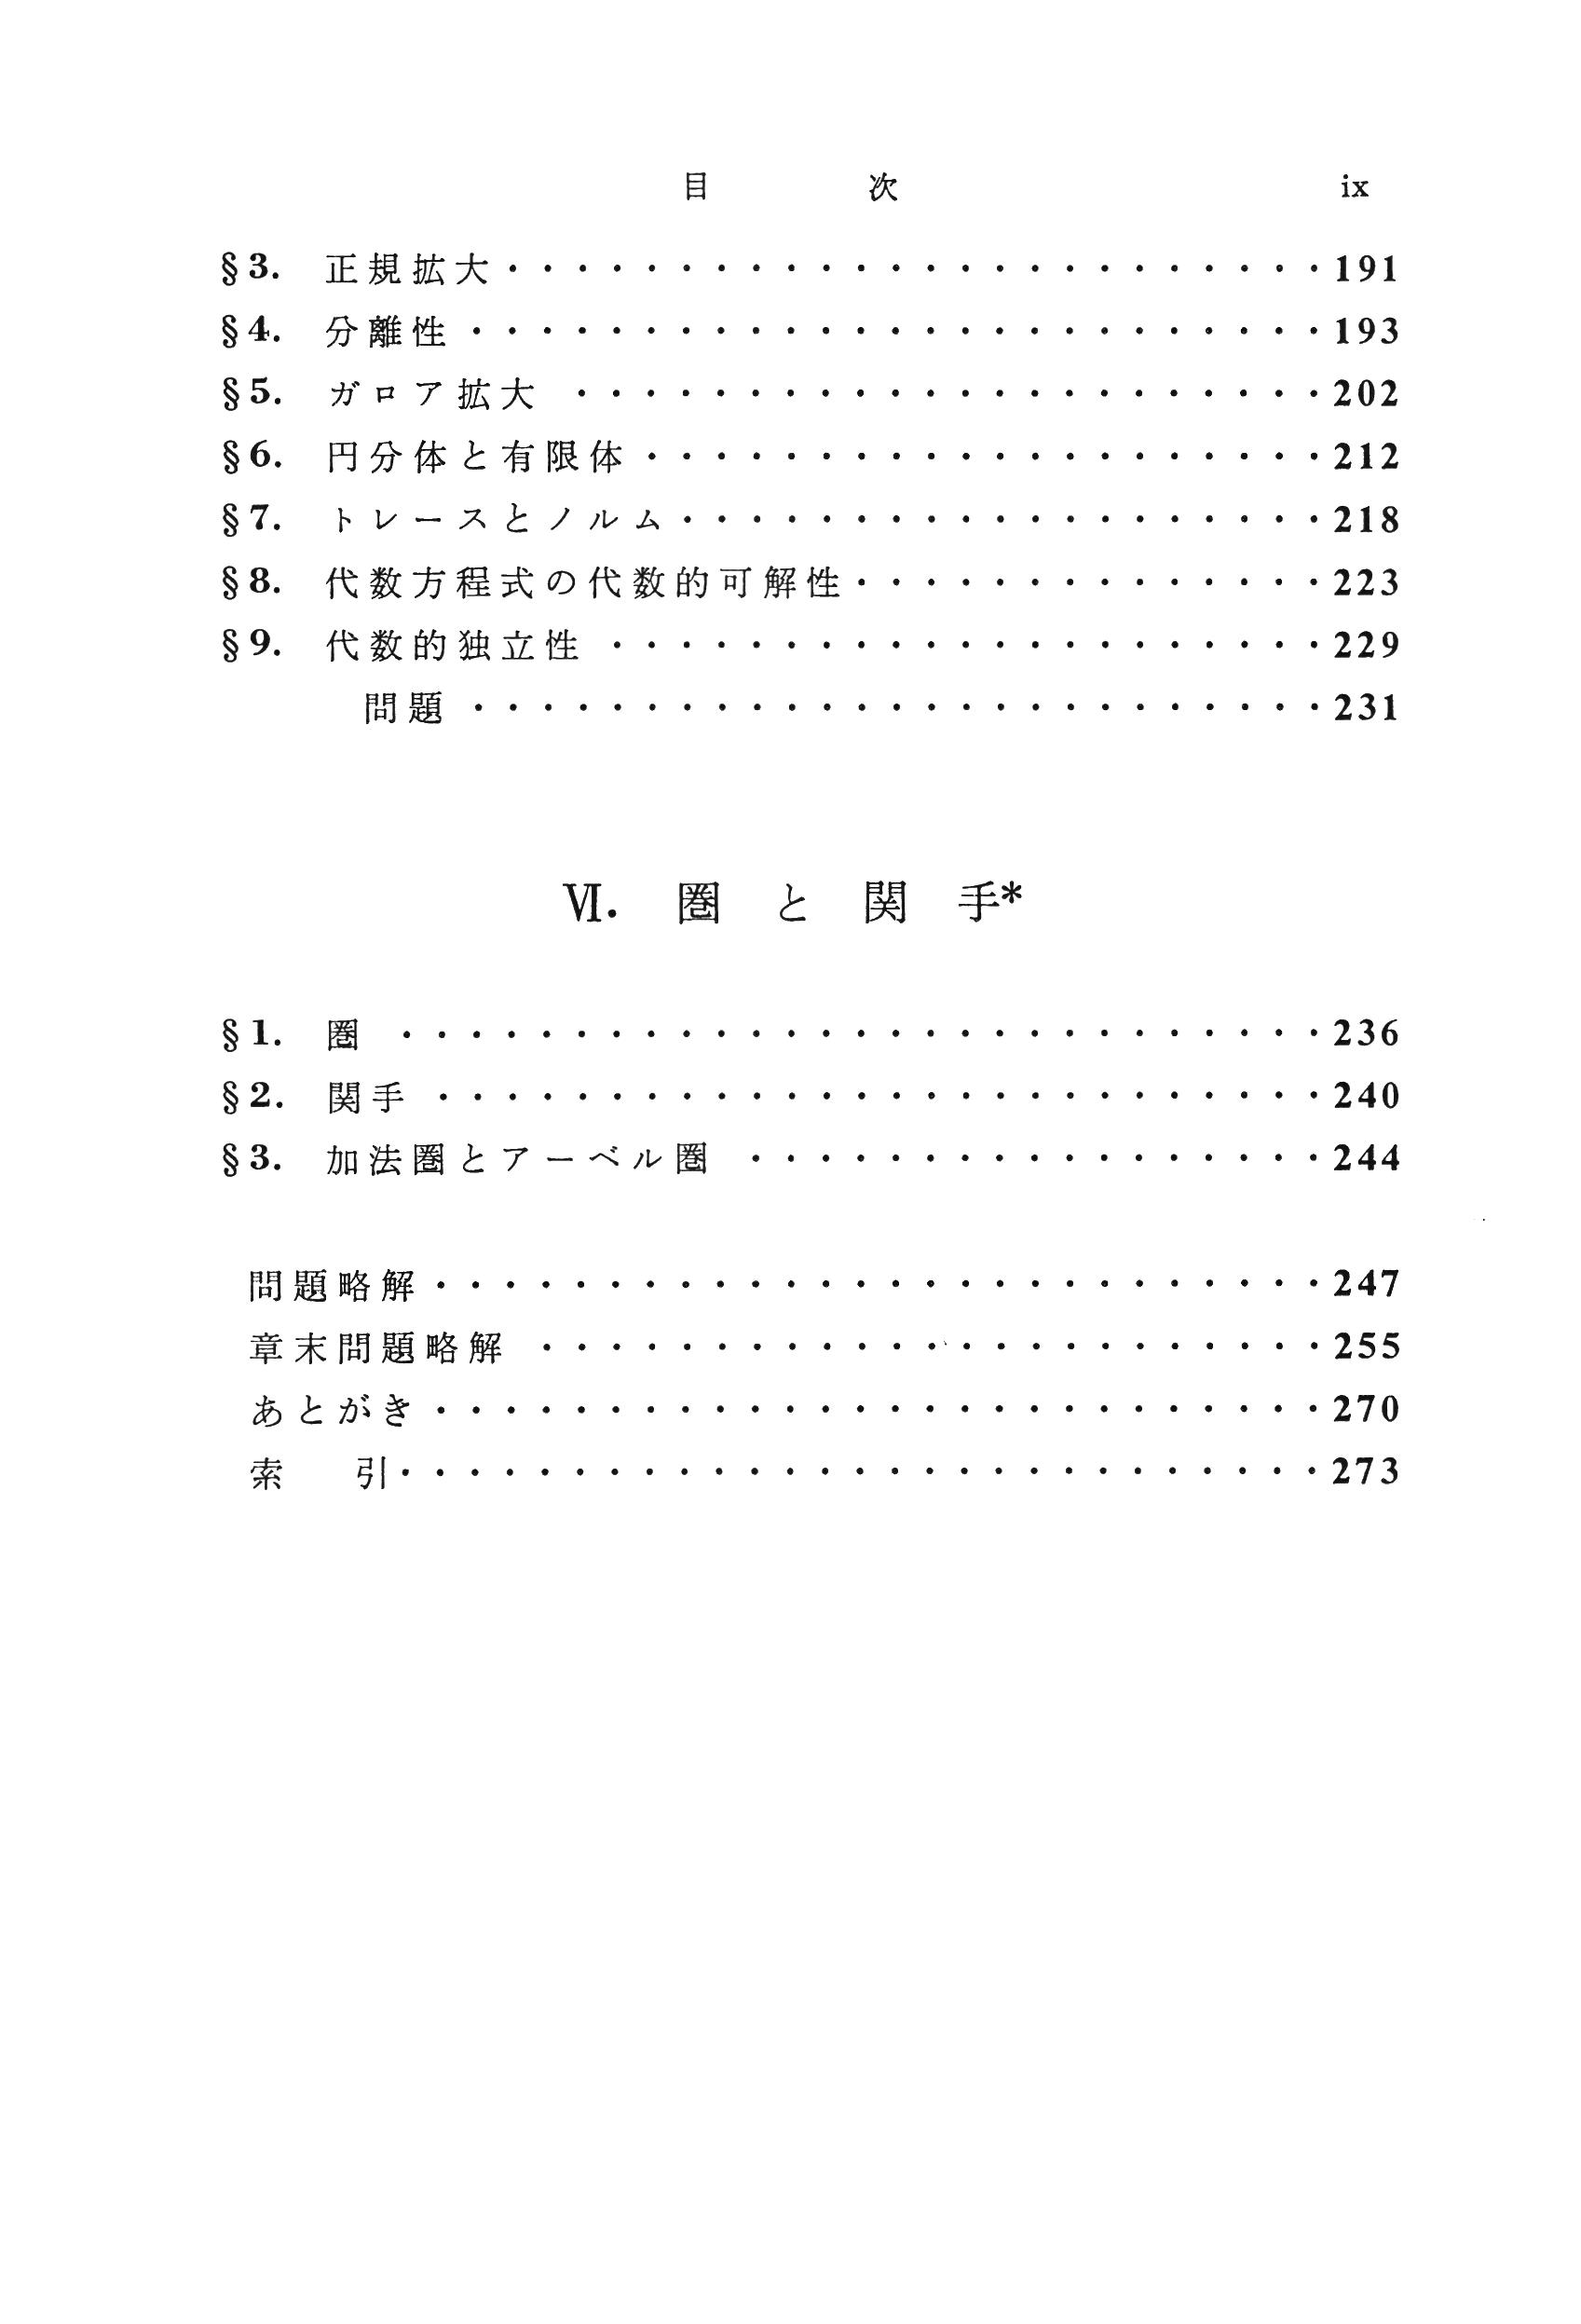 目 次 ix
§3. 正規拡大・・・・・・・・・・・・・・・・・・・・・・・・191
§4. 分離性・・・・・・・・・・・・・・・・・・・・・・・・・193
§5. ガロア拡大・・・・・・・・・・・・・・・・・・・・・・202
§6. 円分体と有限体・・・・・・・・・・・・・・・・・・・・212
§7. トレースとノルム・・・・・・・・・・・・・・・・・・・218
§8. 代数方程式の代数的可解性・・・・・・・・・・・・・・223
§9. 代数的独立性・・・・・・・・・・・・・・・・・・・・・229
問題・・・・・・・・・・・・・・・・・・・・・・・・・231
Ⅵ. 圏と関手*
§1. 圏・・・・・・・・・・・・・・・・・・・・・・・・・・・236
§2. 関手・・・・・・・・・・・・・・・・・・・・・・・・・・240
§3. 加法圏とアーベル圏・・・・・・・・・・・・・・・・・244
問題略解・・・・・・・・・・・・・・・・・・・・・・・・・・247
章末問題略解・・・・・・・・・・・・・・・・・・・・・・・255
あとがき・・・・・・・・・・・・・・・・・・・・・・・・・・270
索 引・・・・・・・・・・・・・・・・・・・・・・・・・・・273